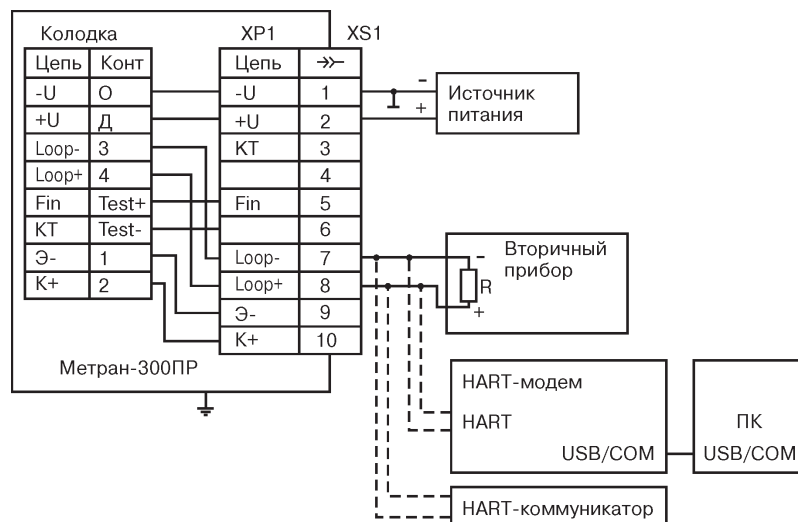 Колодка XP1 XS1
Цепь Конт Цепь
-U О -U 1
+U Д +U 2
Loop- 3 КТ 3
Loop+ 4 4
Fin Test+ Fin 5
КТ Test- 6
Э- 1 Loop- 7
К+ 2 Loop+ 8
Э- 9
К+ 10
Метран-300ПР
-
+
Источник
питания
Вторичный
прибор
-
R
+
HART-модем
HART
USB/COM
ПК
USB/COM
HART-коммуникатор